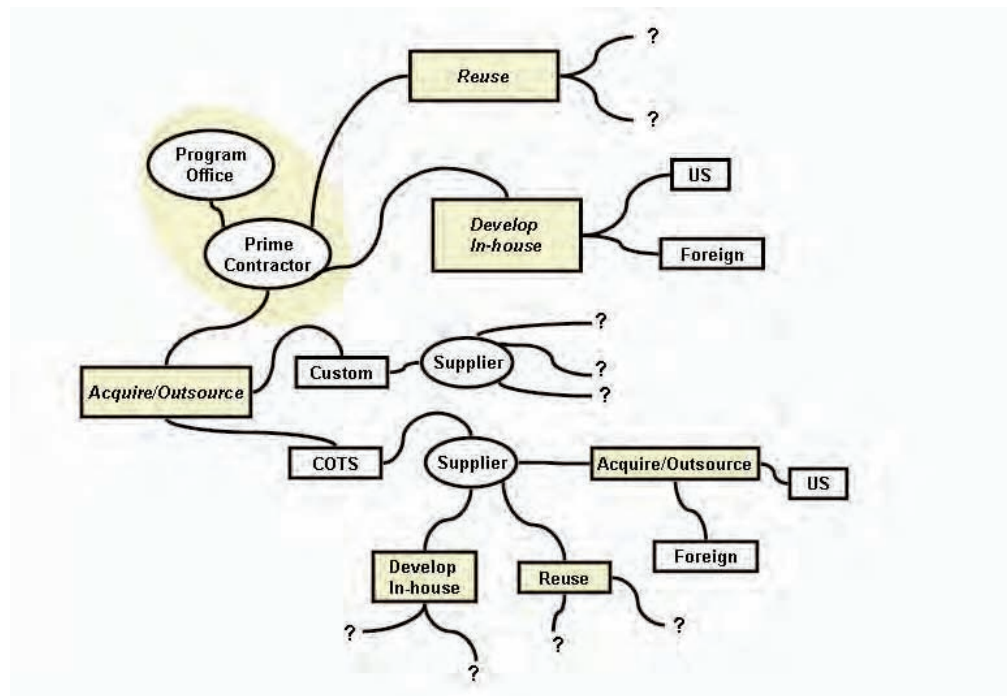 ?
Reuse
?
Program
Office
US
Develop
In-house
Prime
Contractor
Foreign
?
Supplier
Custom
?
?
Acquire/Outsource
COTS
Supplier
Acquire/Outsource
US
Foreign
Develop
In-house
Reuse
?
?
?
?